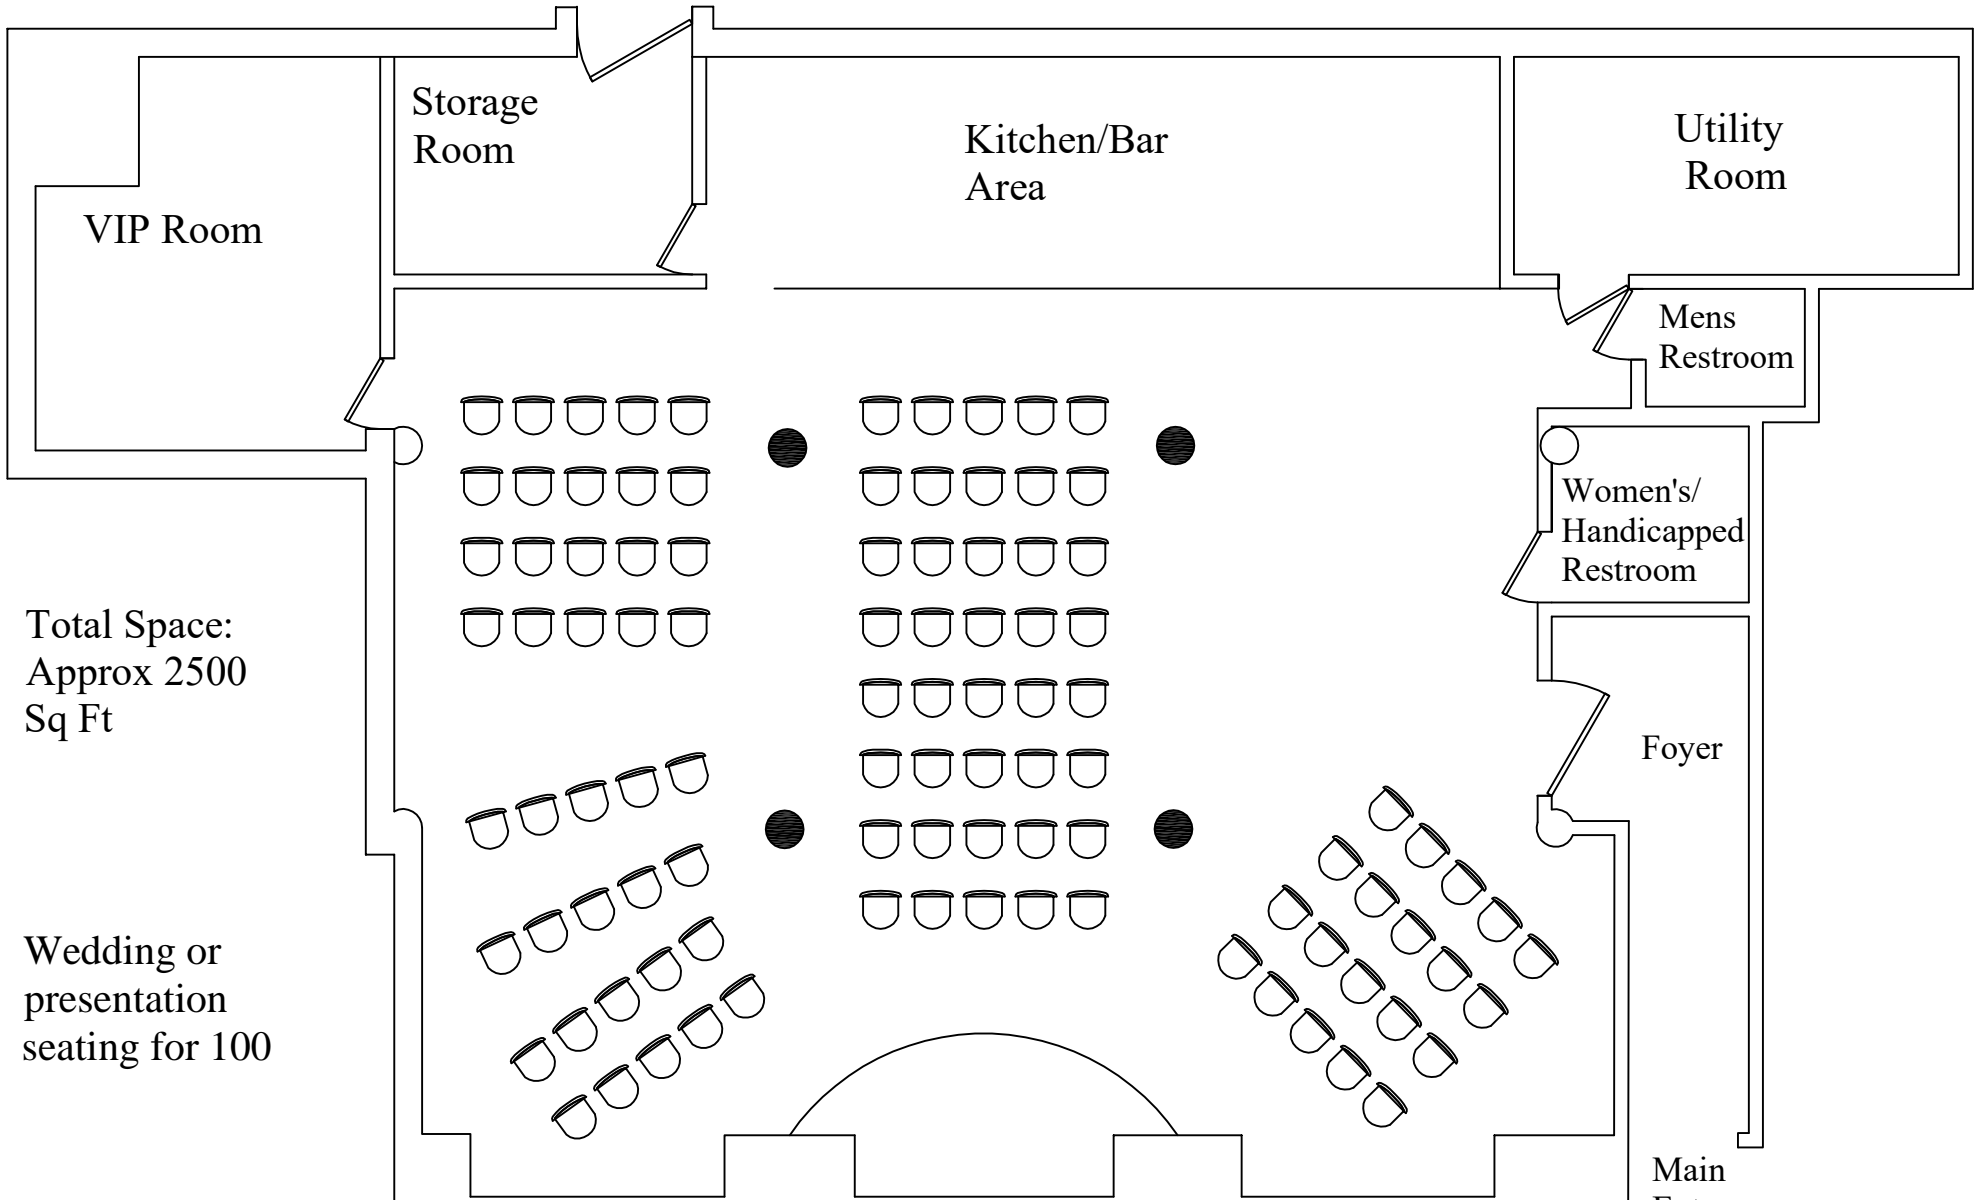 Storage
Room
Kitchen/Bar
Area
Utility
Room
VIP Room
Mens
Restroom
Women's/
Handicapped
Restroom
Total Space:
Approx 2500
Sq Ft
Foyer
Wedding or
presentation
seating for 100
Main